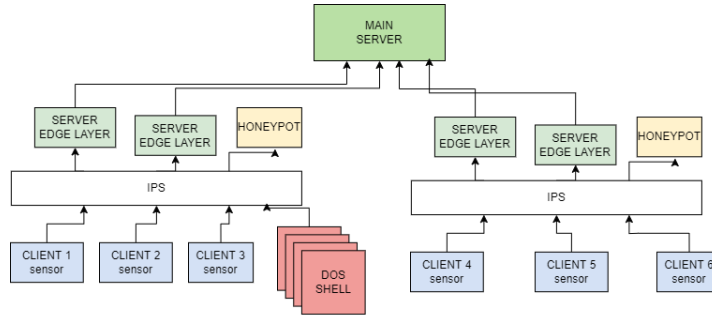 MAIN
SERVER
SERVER
EDGE LAYER
SERVER
EDGE LAYER
HONEYPOT
SERVER
EDGE LAYER
SERVER
EDGE LAYER
HONEYPOT
IPS
IPS
CLIENT 1
sensor
CLIENT 2
sensor
CLIENT 3
sensor
DOS
SHELL
CLIENT 4
sensor
CLIENT 5
sensor
CLIENT 6
sensor